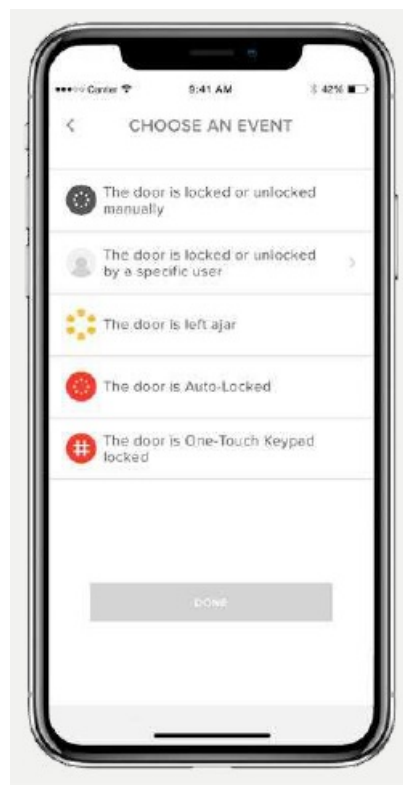 Carrier 9:41 AM 42%
CHOOSE AN EVENT
The door is locked or unlocked
manually
The door is locked or unlocked
by a specific user
The door is left ajar
The door is Auto-Locked
#
The door is One-Touch Keypad
locked
DONE